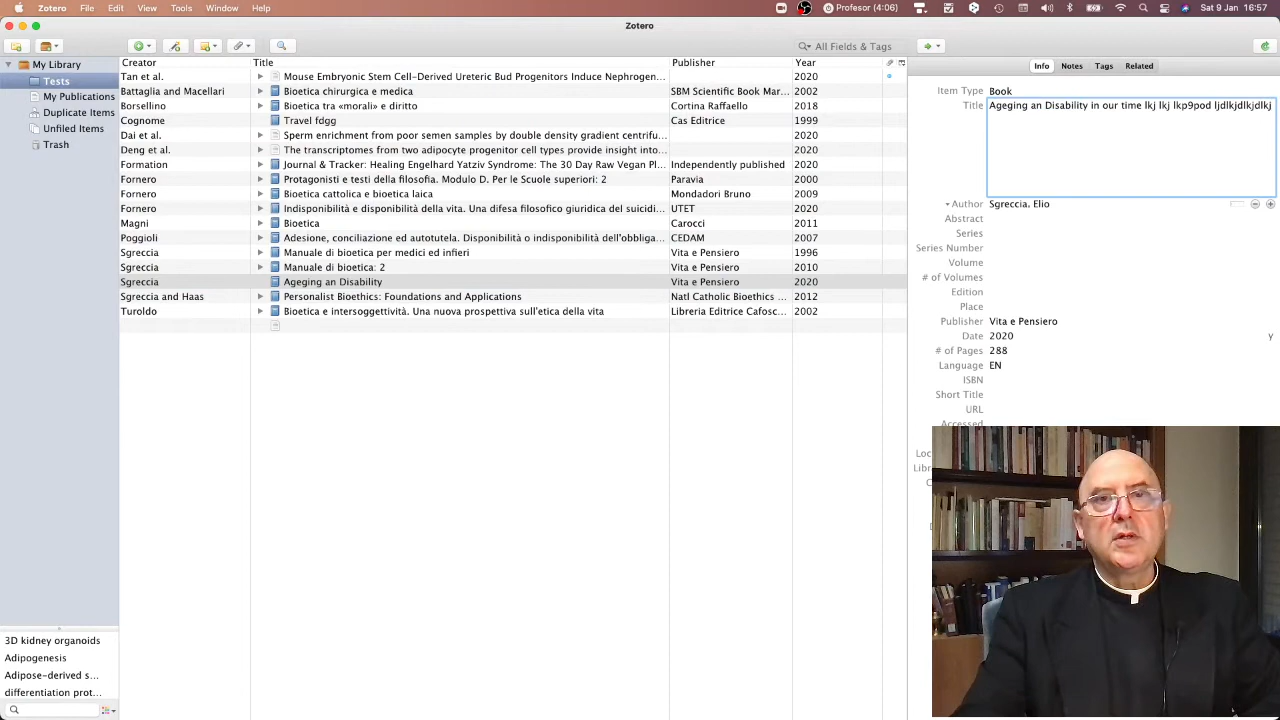 Zotero File Edit View Tools Window Help Profesor (4:06) Sat 9 Jan 16:57
Zotero
All Fields & Tags
My Library
Tests
My Publications
Duplicate Items
Unfiled Items
Trash
3D kidney organoids
Adipogenesis
Adipose-derived s...
differentiation prot...
Creator Title Publisher Year
Tan et al. Mouse Embryonic Stem Cell-Derived Ureteric Bud Progenitors Induce Nephrogen... 2020
Battaglia and Macellari Bioetica chirurgica e medica SBM Scientific Book Mar... 2002
Borsellino Bioetica tra «morali» e diritto Cortina Raffaello 2018
Cognome Travel fdgg Cas Editrice 1999
Dai et al. Sperm enrichment from poor semen samples by double density gradient centrifu... 2020
Deng et al. The transcriptomes from two adipocyte progenitor cell types provide insight into... 2020
Formation Journal & Tracker: Healing Engelhard Yatziv Syndrome: The 30 Day Raw Vegan Pl... Independently published 2020
Fornero Protagonisti e testi della filosofia. Modulo D. Per le Scuole superiori: 2 Paravia 2000
Fornero Bioetica cattolica e bioetica laica Mondadori Bruno 2009
Fornero Indisponibilità e disponibilità della vita. Una difesa filosofico giuridica del suicidi... UTET 2020
Magni Bioetica Carocci 2011
Poggioli Adesione, conciliazione ed autotutela. Disponibilità o indisponibilità dell'obbliga... CEDAM 2007
Sgreccia Manuale di bioetica per medici ed infieri Vita e Pensiero 1996
Sgreccia Manuale di bioetica: 2 Vita e Pensiero 2010
Sgreccia Ageging an Disability Vita e Pensiero 2020
Sgreccia and Haas Personalist Bioethics: Foundations and Applications Natl Catholic Bioethics ... 2012
Turoldo Bioetica e intersoggettività. Una nuova prospettiva sull'etica della vita Libreria Editrice Cafosc... 2002
Info Notes Tags Related
Item Type Book
Title Ageging an Disability in our time lkj lkj lkp9pod ljdlkjdlkjdlkj
Author Sgreccia, Elio
Abstract
Series
Series Number
Volume
# of Volumes
Edition
Place
Publisher Vita e Pensiero
Date 2020 y
# of Pages 288
Language EN
ISBN
Short Title
URL
Accessed
Loc
Libr